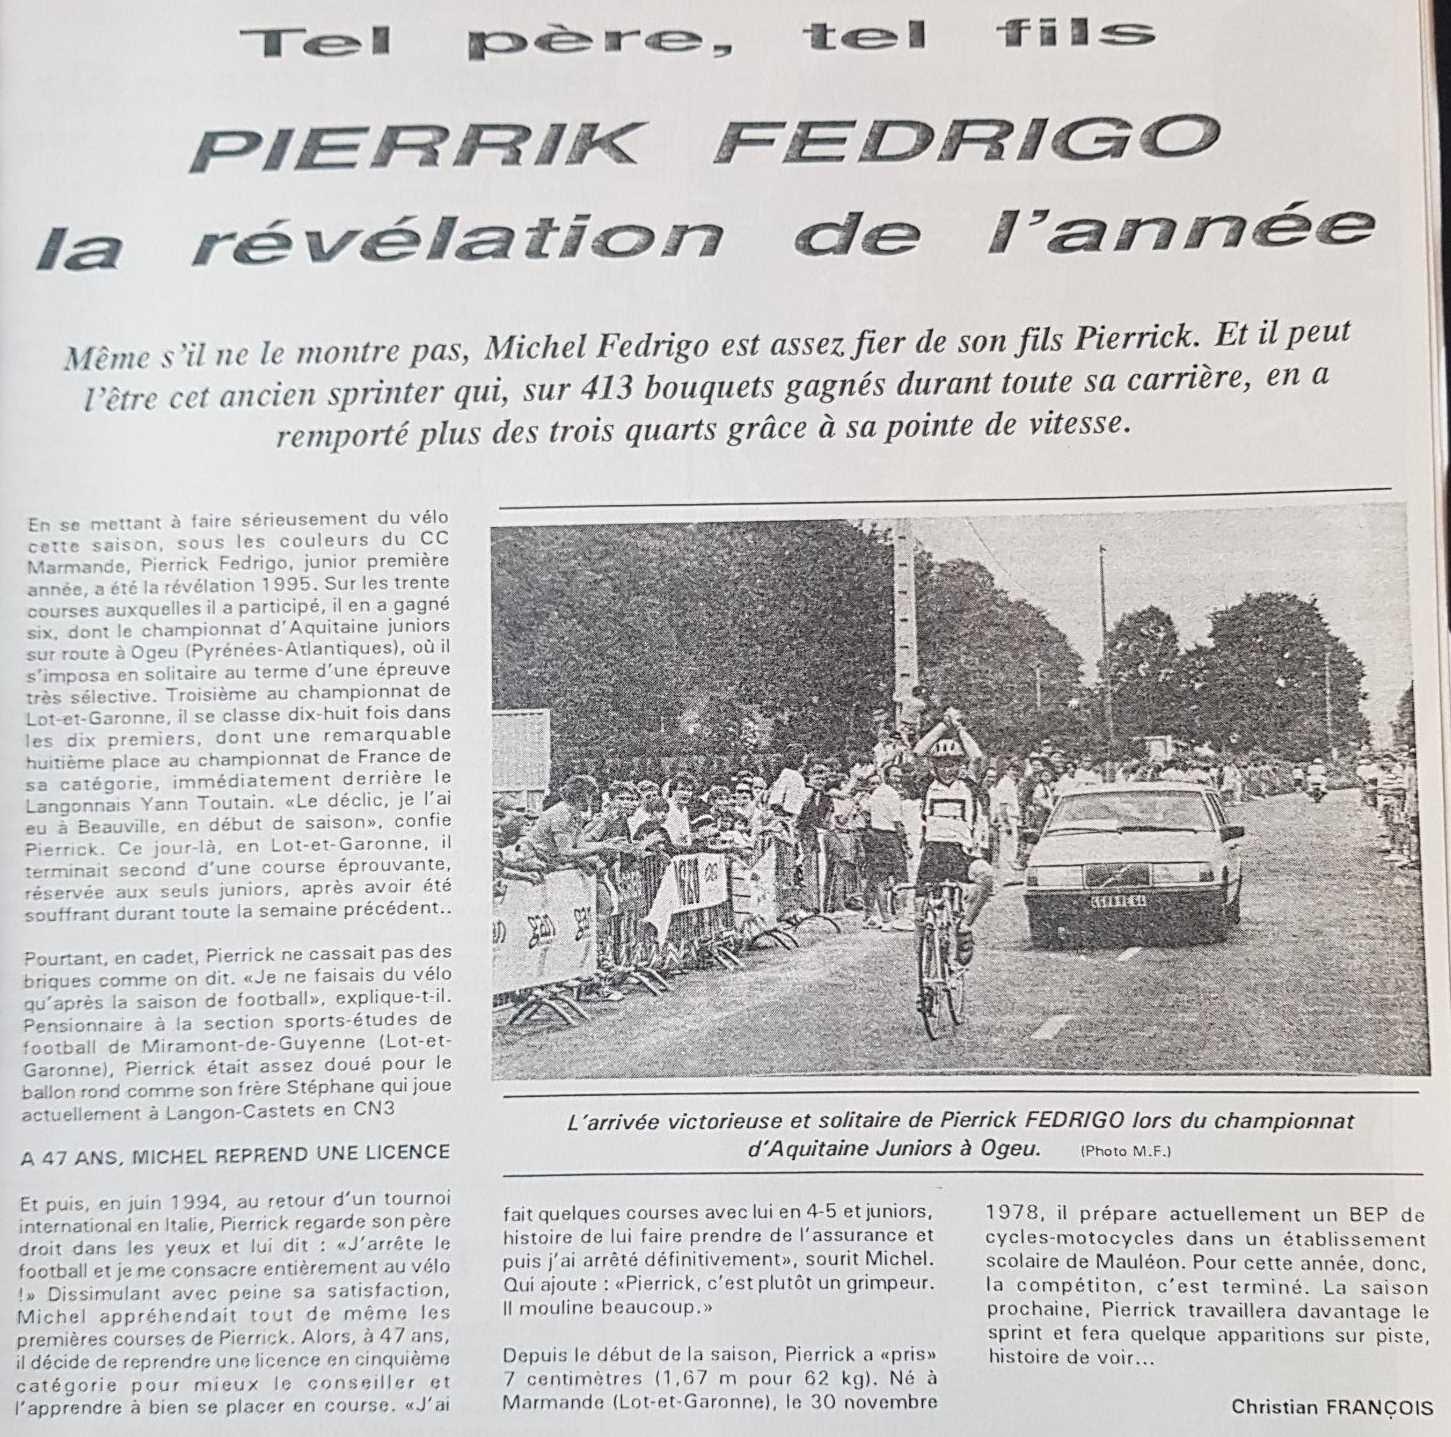 Tel père, tel fils
PIERRIK FEDRIGO
la révélation de l'année
Même s'il ne le montre pas, Michel Fedrigo est assez fier de son fils Pierrick. Et il peut
l'être cet ancien sprinter qui, sur 413 bouquets gagnés durant toute sa carrière, en a
remporté plus des trois quarts grâce à sa pointe de vitesse.
En se mettant à faire sérieusement du vélo
cette saison, sous les couleurs du CC
Marmande, Pierrick Fedrigo, junior première
année, a été la révélation 1995. Sur les trente
courses auxquelles il a participé, il en a gagné
six, dont le championnat d'Aquitaine juniors
sur route à Ogeu (Pyrénées-Atlantiques), où il
s'imposa en solitaire au terme d'une épreuve
très sélective. Troisième au championnat de
Lot-et-Garonne, il se classe dix-huit fois dans
les dix premiers, dont une remarquable
huitième place au championnat de France de
sa catégorie, immédiatement derrière le
Langonnais Yann Toutain. «Le déclic, je l'ai
eu à Beauville, en début de saison», confie
Pierrick. Ce jour-là, en Lot-et-Garonne, il
terminait second d'une course éprouvante,
réservée aux seuls juniors, après avoir été
souffrant durant toute la semaine précédent..
Pourtant, en cadet, Pierrick ne cassait pas des
briques comme on dit. «Je ne faisais du vélo
qu'après la saison de football», explique-t-il.
Pensionnaire à la section sports-études de
football de Miramont-de-Guyenne (Lot-et-
Garonne), Pierrick était assez doué pour le
ballon rond comme son frère Stéphane qui joue
actuellement à Langon-Castets en CN3
A 47 ANS, MICHEL REPREND UNE LICENCE
Et puis, en juin 1994, au retour d'un tournoi
international en Italie, Pierrick regarde son père
droit dans les yeux et lui dit : «J'arrête le
football et je me consacre entièrement au vélo
!» Dissimulant avec peine sa satisfaction,
Michel appréhendait tout de même les
premières courses de Pierrick. Alors, à 47 ans,
il décide de reprendre une licence en cinquième
catégorie pour mieux le conseiller et
l'apprendre à bien se placer en course. «J'ai
L'arrivée victorieuse et solitaire de Pierrick FEDRIGO lors du championnat
d'Aquitaine Juniors à Ogeu. (Photo M.F.)
fait quelques courses avec lui en 4-5 et juniors,
histoire de lui faire prendre de l'assurance et
puis j'ai arrêté définitivement», sourit Michel.
Qui ajoute : «Pierrick, c'est plutôt un grimpeur.
Il mouline beaucoup.»
Depuis le début de la saison, Pierrick a «pris»
7 centimètres (1,67 m pour 62 kg). Né à
Marmande (Lot-et-Garonne), le 30 novembre
1978, il prépare actuellement un BEP de
cycles-motocycles dans un établissement
scolaire de Mauléon. Pour cette année, donc,
la compétiton, c'est terminé. La saison
prochaine, Pierrick travaillera davantage le
sprint et fera quelque apparitions sur piste,
histoire de voir...
Christian FRANÇOIS